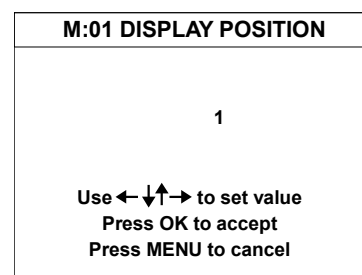 M:01 DISPLAY POSITION
1
Use ←↓↑→ to set value
Press OK to accept
Press MENU to cancel